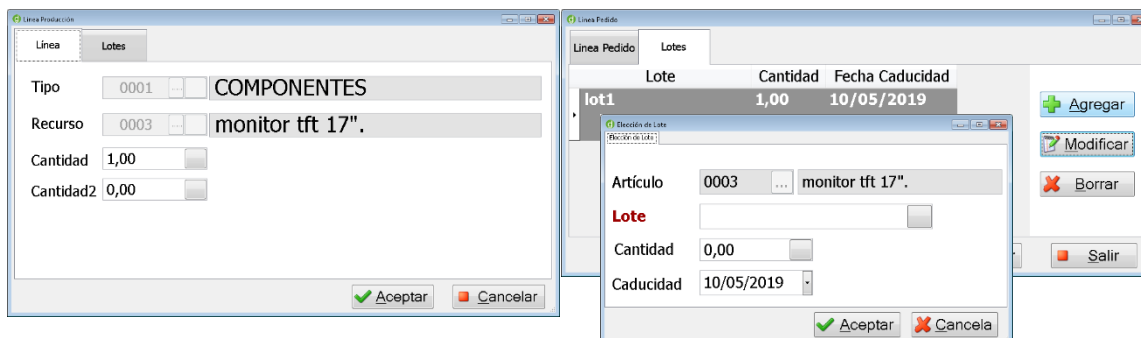 Linea Producción
Línea Lotes
Tipo 0001 ... COMPONENTES
Recurso 0003 ... monitor tft 17".
Cantidad 1,00
Cantidad2 0,00
Aceptar Cancelar
Linea Pedido
Linea Pedido Lotes
Lote Cantidad Fecha Caducidad
lot1 1,00 10/05/2019
Agregar
Modificar
Borrar
Salir
Elección de Lote
Elección de Lote
Artículo 0003 ... monitor tft 17".
Lote
Cantidad 0,00
Caducidad 10/05/2019
Aceptar Cancela